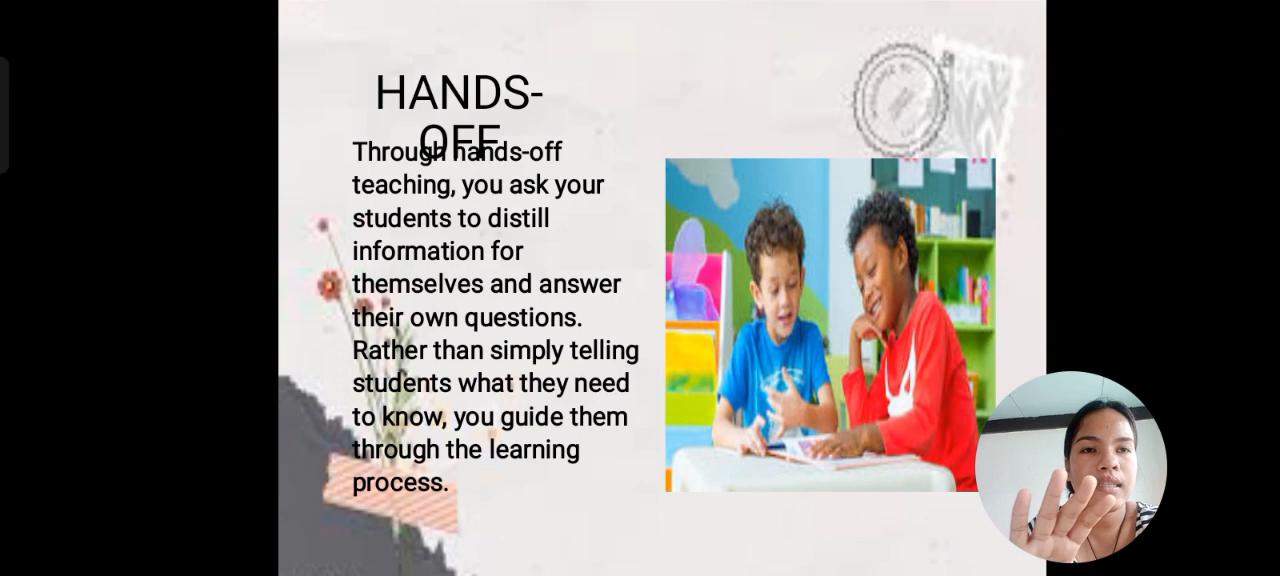 HANDS-
OFF
Through hands-off
teaching, you ask your
students to distill
information for
themselves and answer
their own questions.
Rather than simply telling
students what they need
to know, you guide them
through the learning
process.